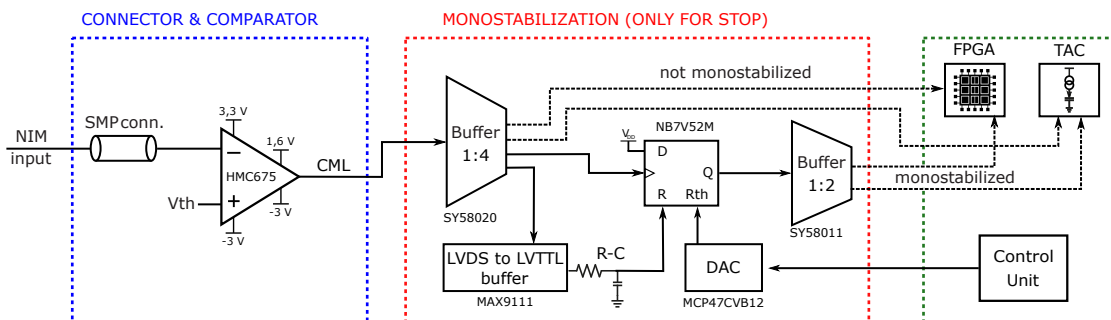 CONNECTOR & COMPARATOR
MONOSTABILIZATION (ONLY FOR STOP)
FPGA
TAC
not monostabilized
NIM
input
SMP conn.
3,3 V
1,6 V
HMC675
-3 V
-3 V
Vth
CML
Buffer
1:4
SY58020
VDD
NB7V52M
D
Q
R
Rth
Buffer
1:2
SY58011
monostabilized
LVDS to LVTTL
buffer
MAX9111
R-C
DAC
MCP47CVB12
Control
Unit